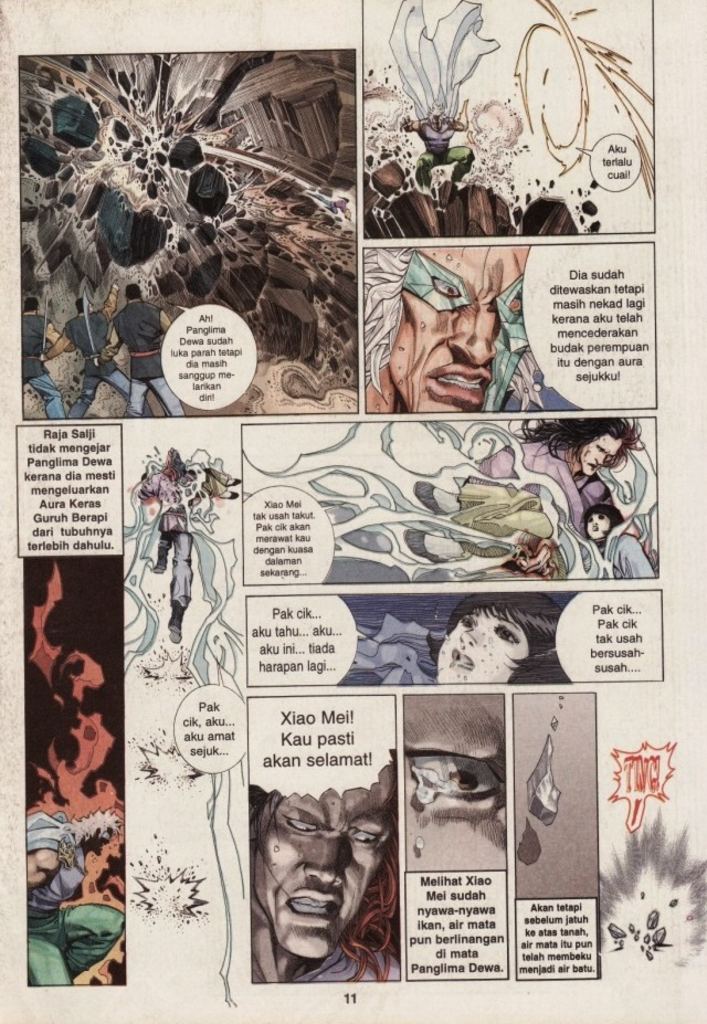 Ah!
Panglima
Dewa sudah
luka parah tetapi
dia masih
sanggup me-
larikan
diri!
Aku
terlalu
cuai!
Dia sudah
ditewaskan tetapi
masih nekad lagi
kerana aku telah
mencederakan
budak perempuan
itu dengan aura
sejukku!
Raja Salji
tidak mengejar
Panglima Dewa
kerana dia mesti
mengeluarkan
Aura Keras
Guruh Berapi
dari tubuhnya
terlebih dahulu.
Xiao Mei
tak usah takut.
Pak cik akan
merawat kau
dengan kuasa
dalaman
sekarang...
Pak cik...
aku tahu... aku...
aku ini... tiada
harapan lagi...
Pak cik...
Pak cik
tak usah
bersusah-
susah....
Pak
cik, aku...
aku amat
sejuk...
Xiao Mei!
Kau pasti
akan selamat!
Melihat Xiao
Mei sudah
nyawa-nyawa
ikan, air mata
pun berlinangan
di mata
Panglima Dewa.
Akan tetapi
sebelum jatuh
ke atas tanah,
air mata itu pun
telah membeku
menjadi air batu.
TING!
11